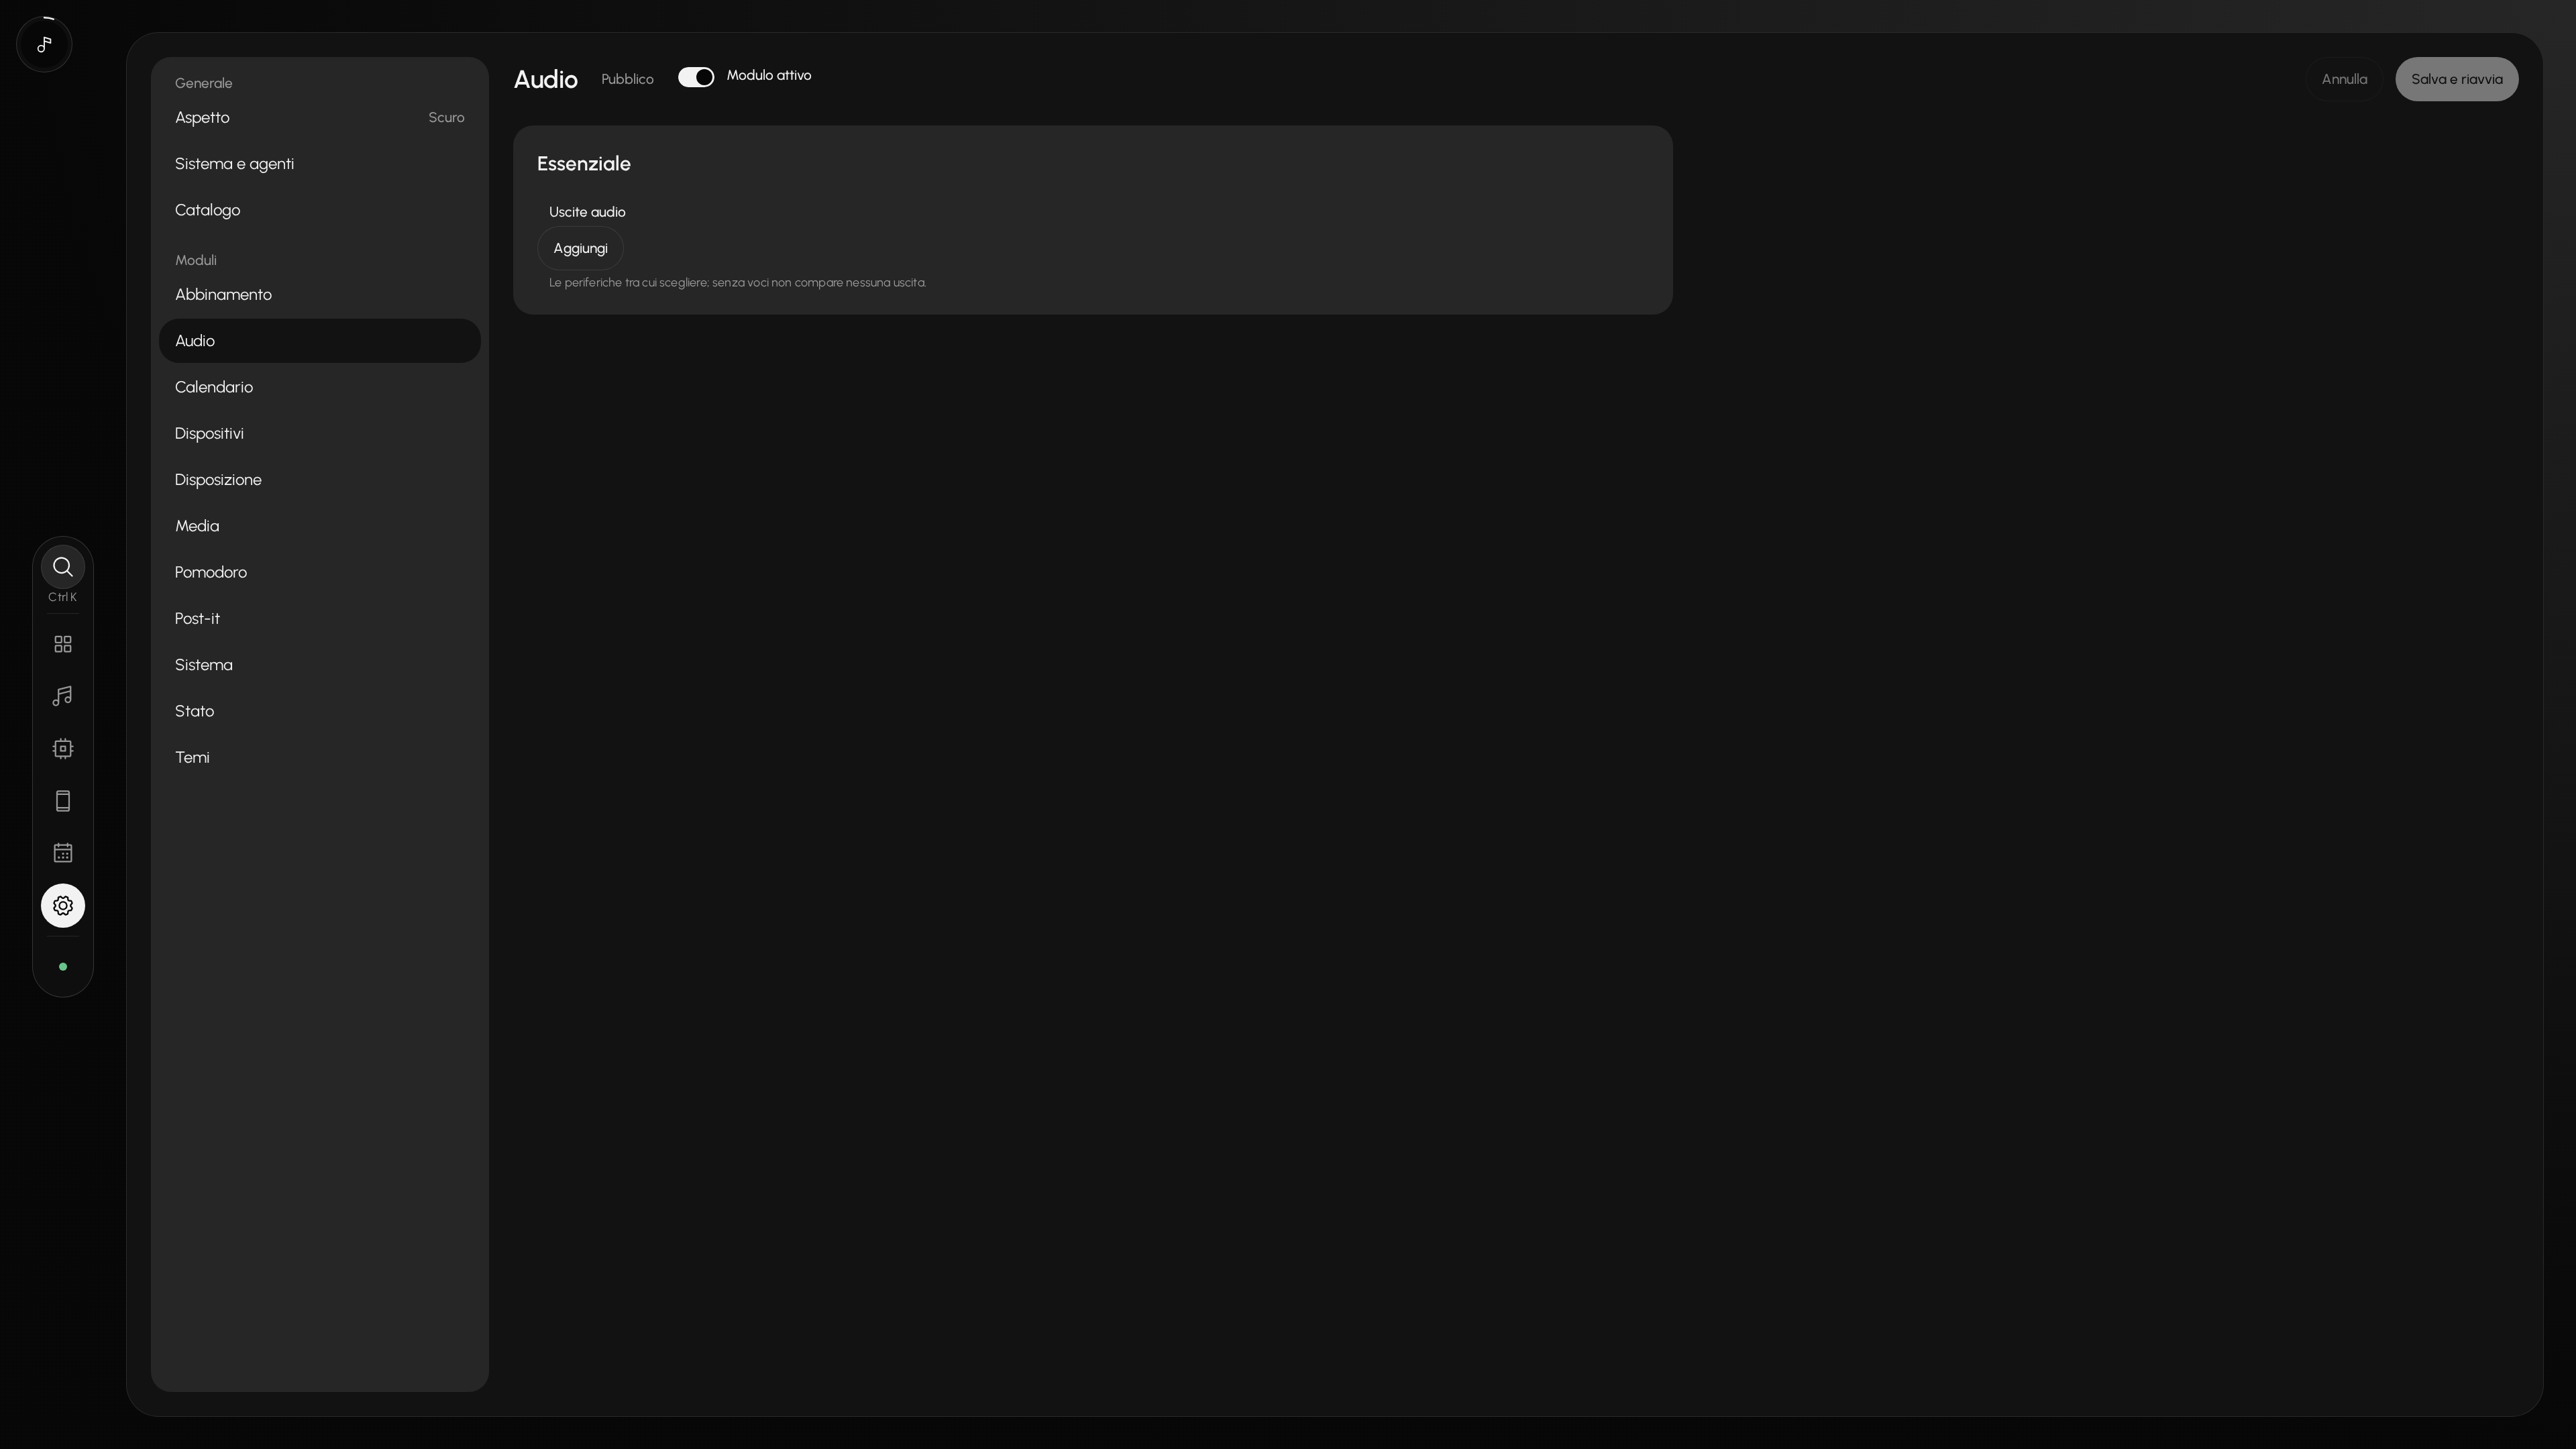 Generale
Aspetto Scuro
Sistema e agenti
Catalogo
Moduli
Abbinamento
Audio
Calendario
Dispositivi
Disposizione
Media
Pomodoro
Post-it
Sistema
Stato
Temi
Ctrl K
Audio Pubblico Modulo attivo
Annulla Salva e riavvia
Essenziale
Uscite audio
Aggiungi
Le periferiche tra cui scegliere; senza voci non compare nessuna uscita.